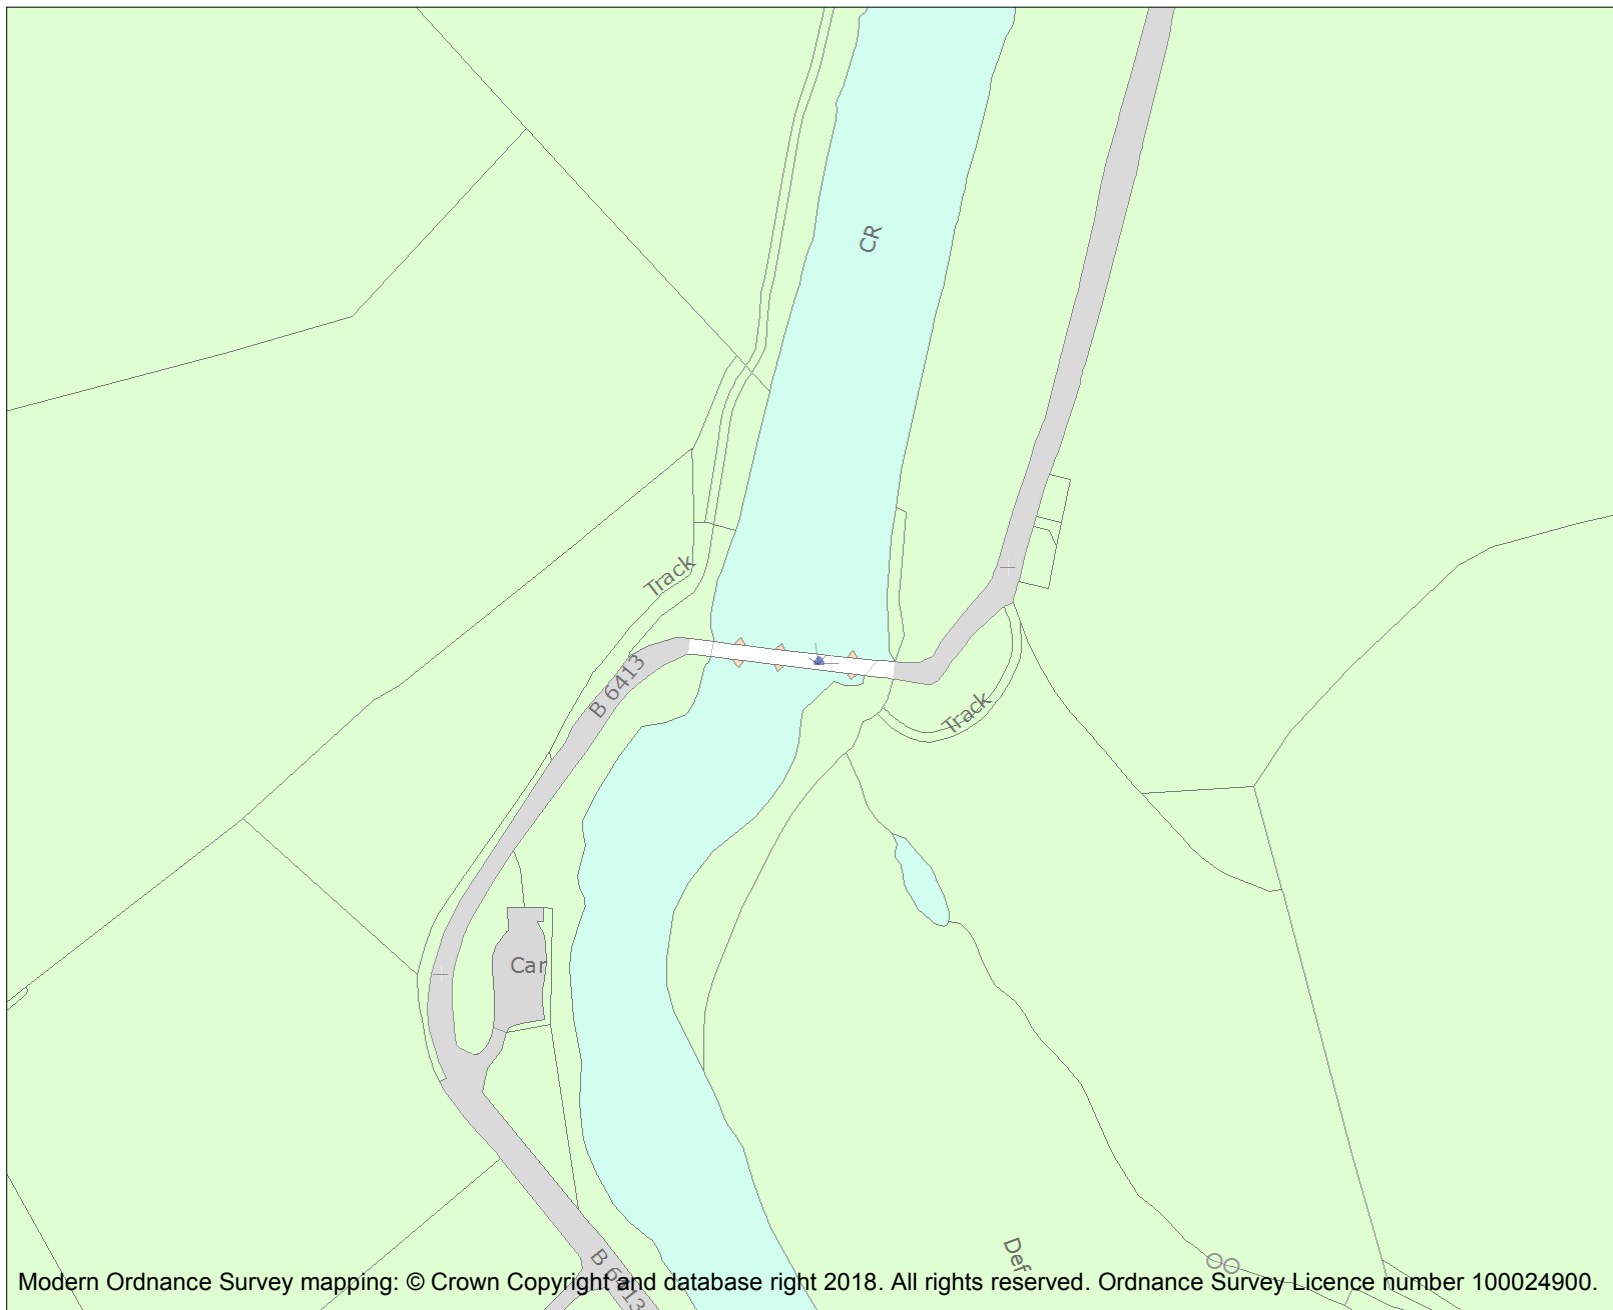 CR
Track
B 6413
Track
Car
Def
B 6413
Modern Ordnance Survey mapping: © Crown Copyright and database right 2018. All rights reserved. Ordnance Survey Licence number 100024900.